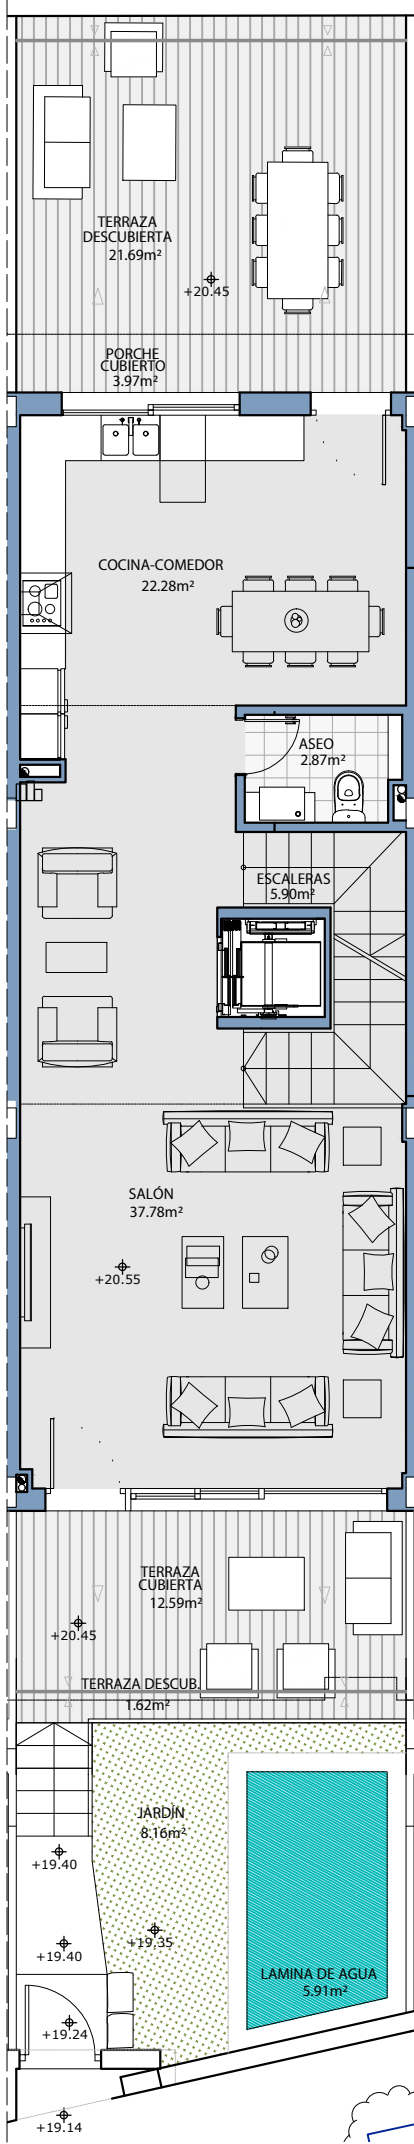 TERRAZA
DESCUBIERTA
21.69m²
+20.45
PORCHE
CUBIERTO
3.97m²
COCINA-COMEDOR
22.28m²
ASEO
2.87m²
ESCALERAS
5.90m²
SALÓN
37.78m²
+20.55
TERRAZA
CUBIERTA
12.59m²
+20.45
TERRAZA DESCUB.
1.62m²
JARDÍN
8.16m²
+19.40
+19.35
+19.40
LAMINA DE AGUA
5.91m²
+19.24
+19.14